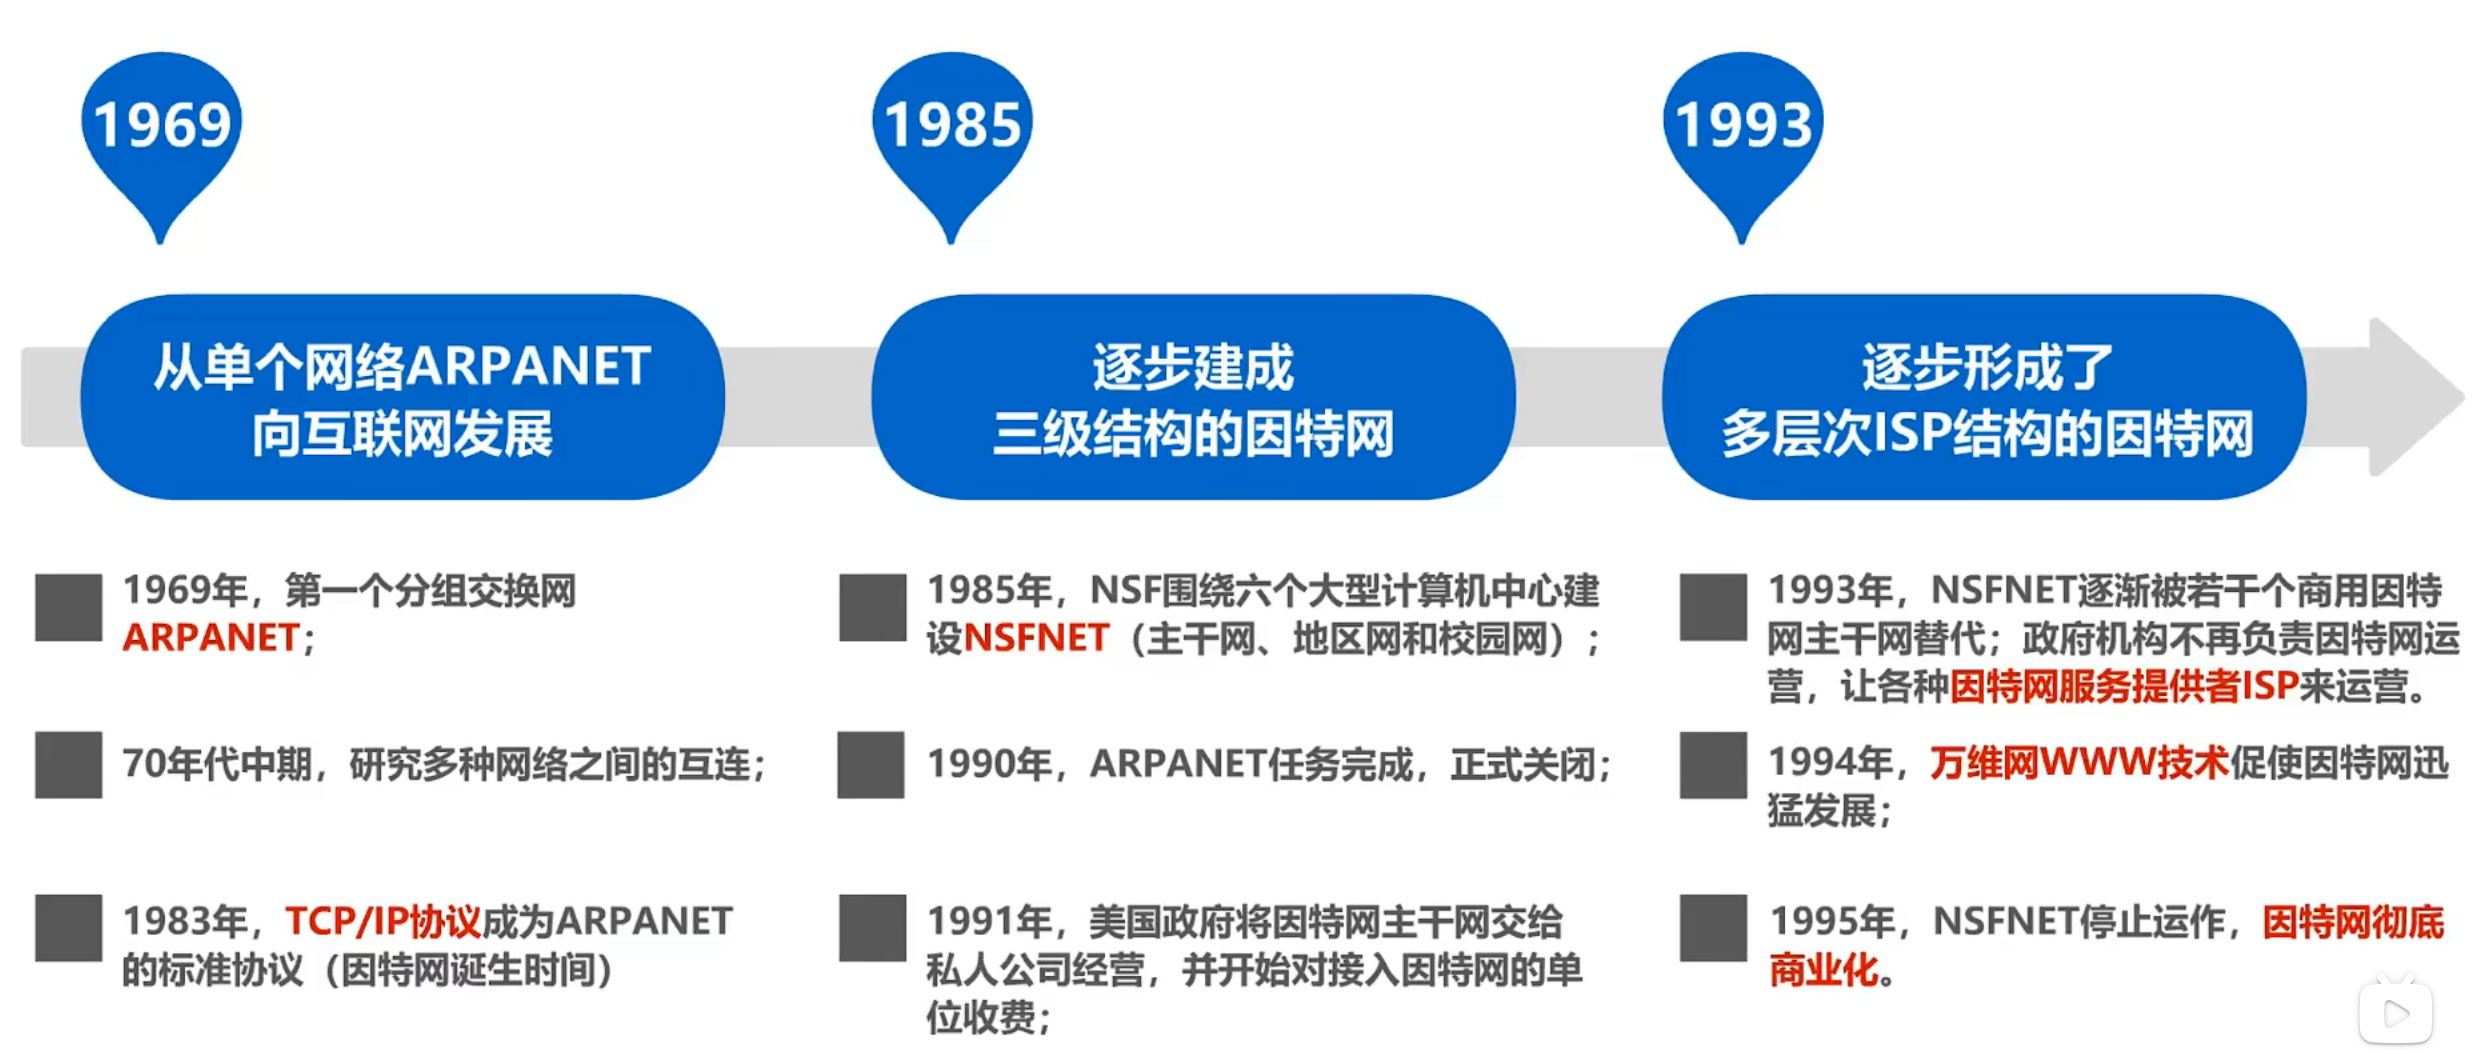 1969
1985
1993
从单个网络ARPANET
向互联网发展
逐步建成
三级结构的因特网
逐步形成了
多层次ISP结构的因特网
1969年，第一个分组交换网
ARPANET；
70年代中期，研究多种网络之间的互连；
1983年，TCP/IP协议成为ARPANET
的标准协议（因特网诞生时间）
1985年，NSF围绕六个大型计算机中心建
设NSFNET（主干网、地区网和校园网）；
1990年，ARPANET任务完成，正式关闭；
1991年，美国政府将因特网主干网交给
私人公司经营，并开始对接入因特网的单
位收费；
1993年，NSFNET逐渐被若干个商用因特
网主干网替代；政府机构不再负责因特网运
营，让各种因特网服务提供者ISP来运营。
1994年，万维网WWW技术促使因特网迅
猛发展；
1995年，NSFNET停止运作，因特网彻底
商业化。